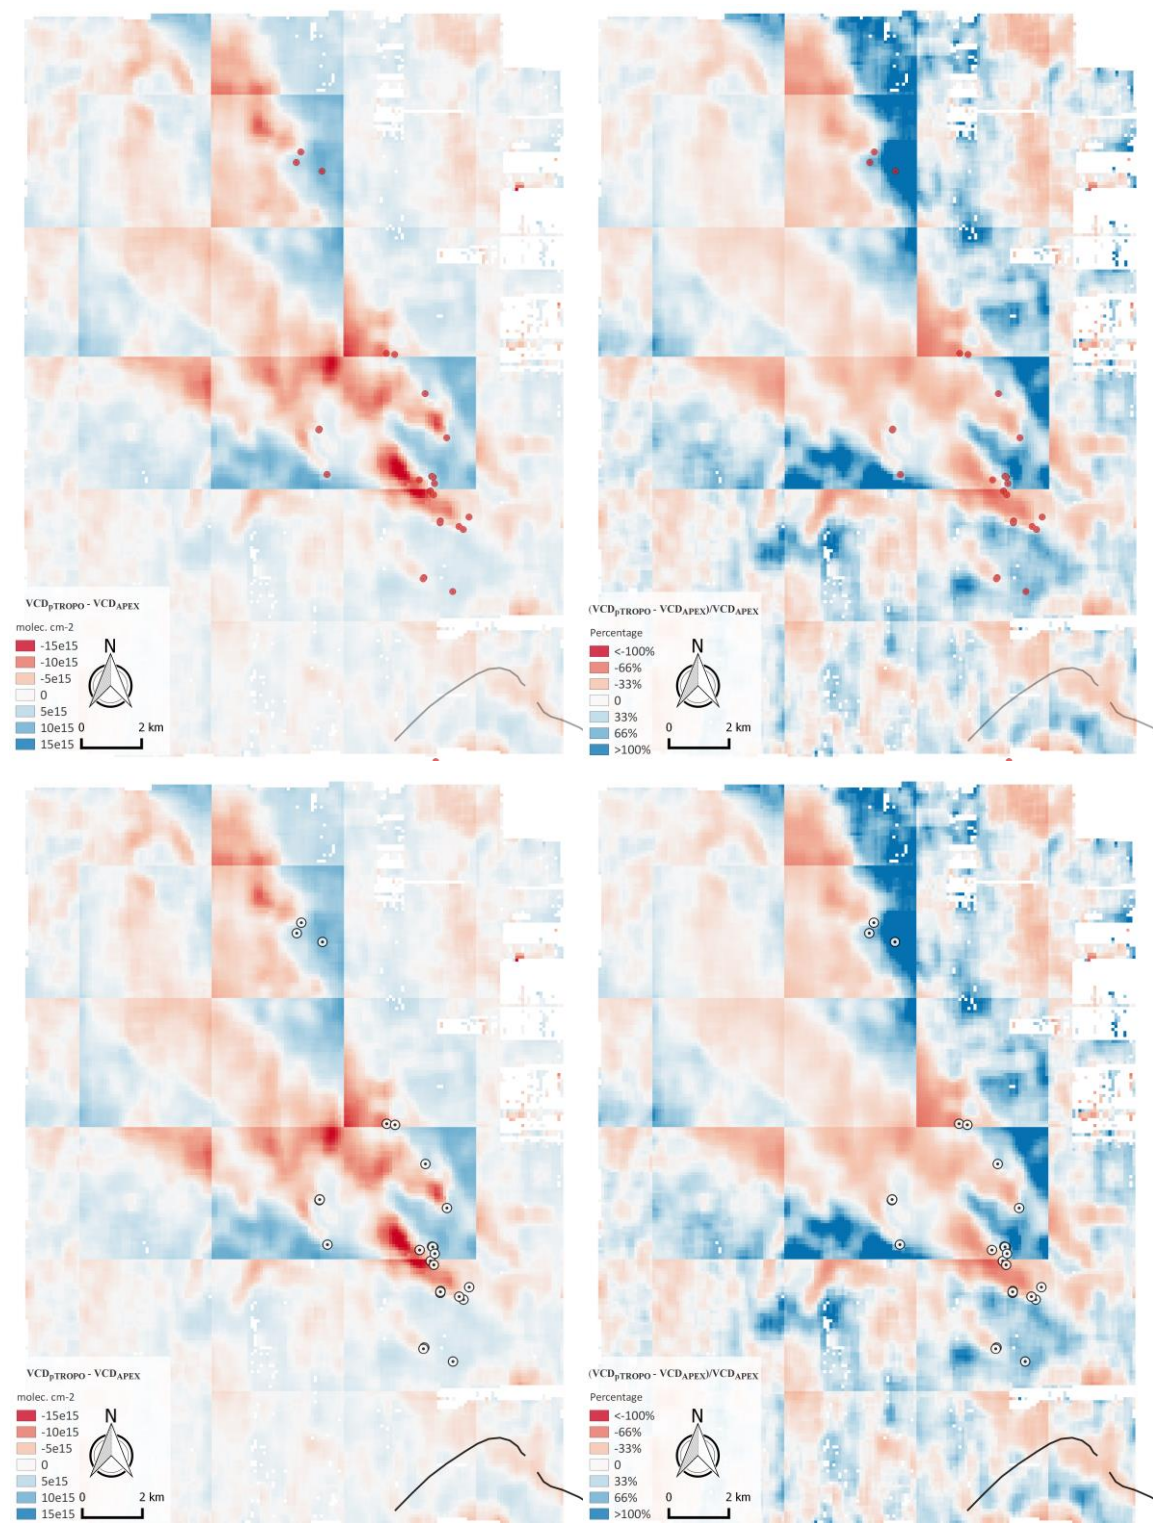 VCDpTROPO - VCDAPEX
molec. cm-2
-15e15
-10e15
-5e15
0
5e15
10e15
15e15
N
0 2 km
(VCDpTROPO - VCDAPEX)/VCDAPEX
Percentage
<-100%
-66%
-33%
0
33%
66%
>100%
N
0 2 km
VCDpTROPO - VCDAPEX
molec. cm-2
-15e15
-10e15
-5e15
0
5e15
10e15
15e15
N
0 2 km
(VCDpTROPO - VCDAPEX)/VCDAPEX
Percentage
<-100%
-66%
-33%
0
33%
66%
>100%
N
0 2 km